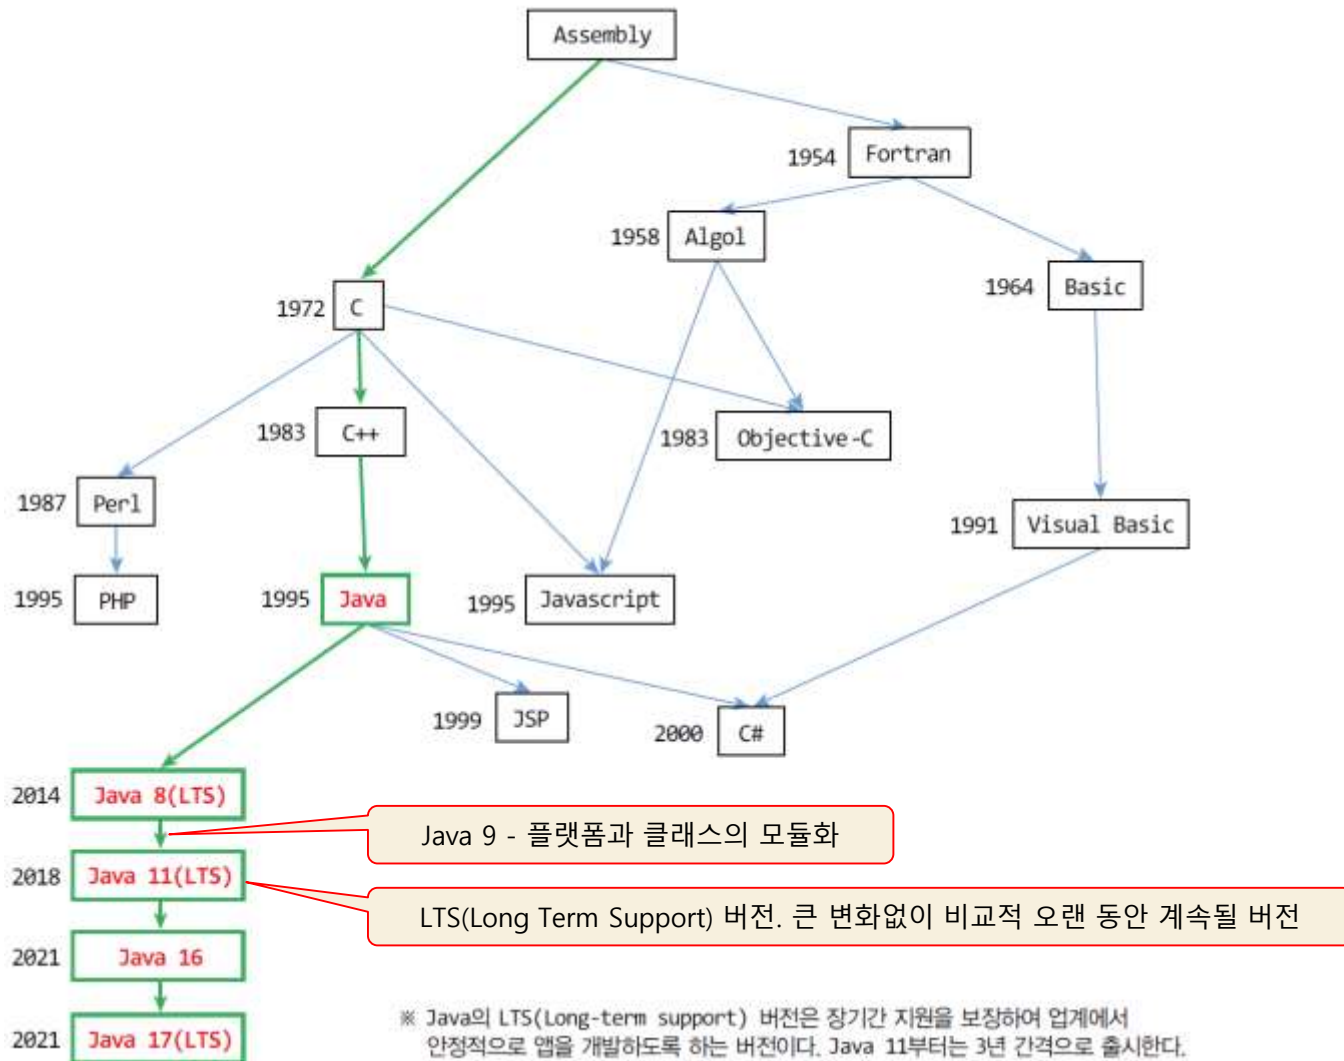 Assembly
1954 Fortran
1958 Algol
1964 Basic
1972 C
1983 C++
1983 Objective-C
1987 Perl
1991 Visual Basic
1995 PHP
1995 Java
1995 Javascript
1999 JSP
2000 C#
2014 Java 8(LTS)
Java 9 - 플랫폼과 클래스의 모듈화
2018 Java 11(LTS)
LTS(Long Term Support) 버전. 큰 변화없이 비교적 오랜 동안 계속될 버전
2021 Java 16
2021 Java 17(LTS)
※ Java의 LTS(Long-term support) 버전은 장기간 지원을 보장하여 업계에서
안정적으로 앱을 개발하도록 하는 버전이다. Java 11부터는 3년 간격으로 출시한다.